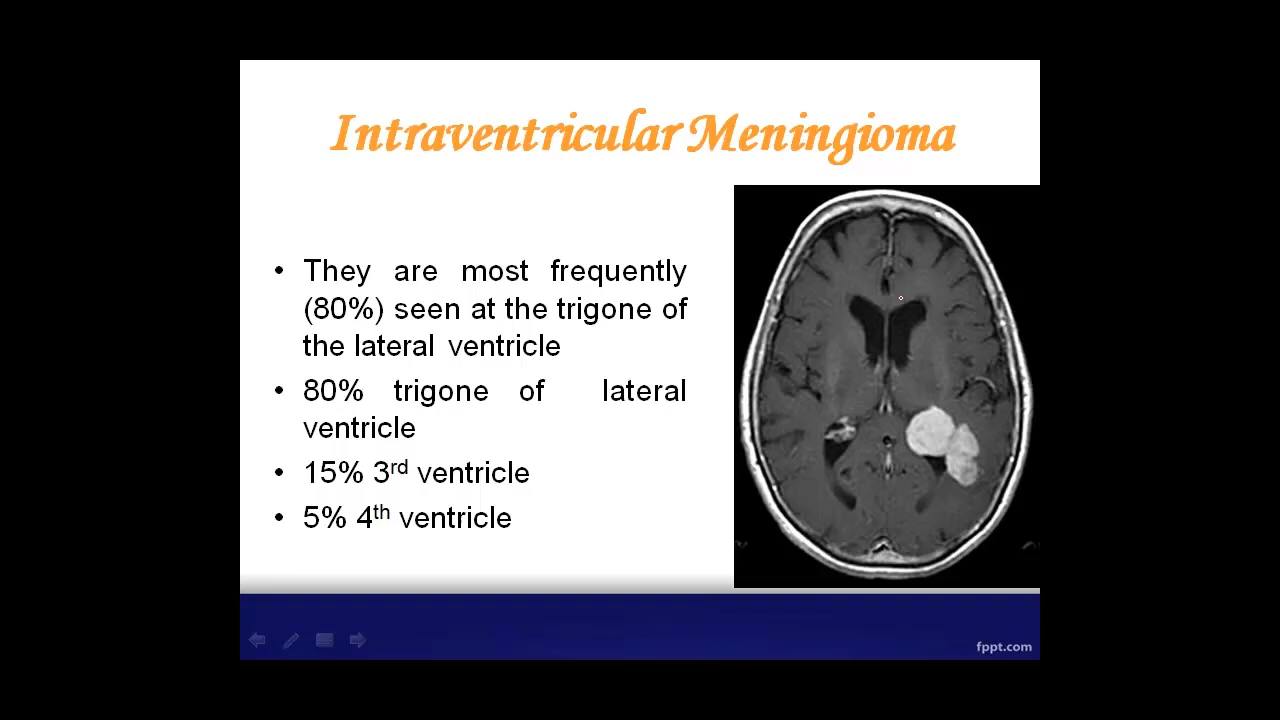 Intraventricular Meningioma
• They are most frequently
(80%) seen at the trigone of
the lateral ventricle
• 80% trigone of lateral
ventricle
• 15% 3rd ventricle
• 5% 4th ventricle
fppt.com